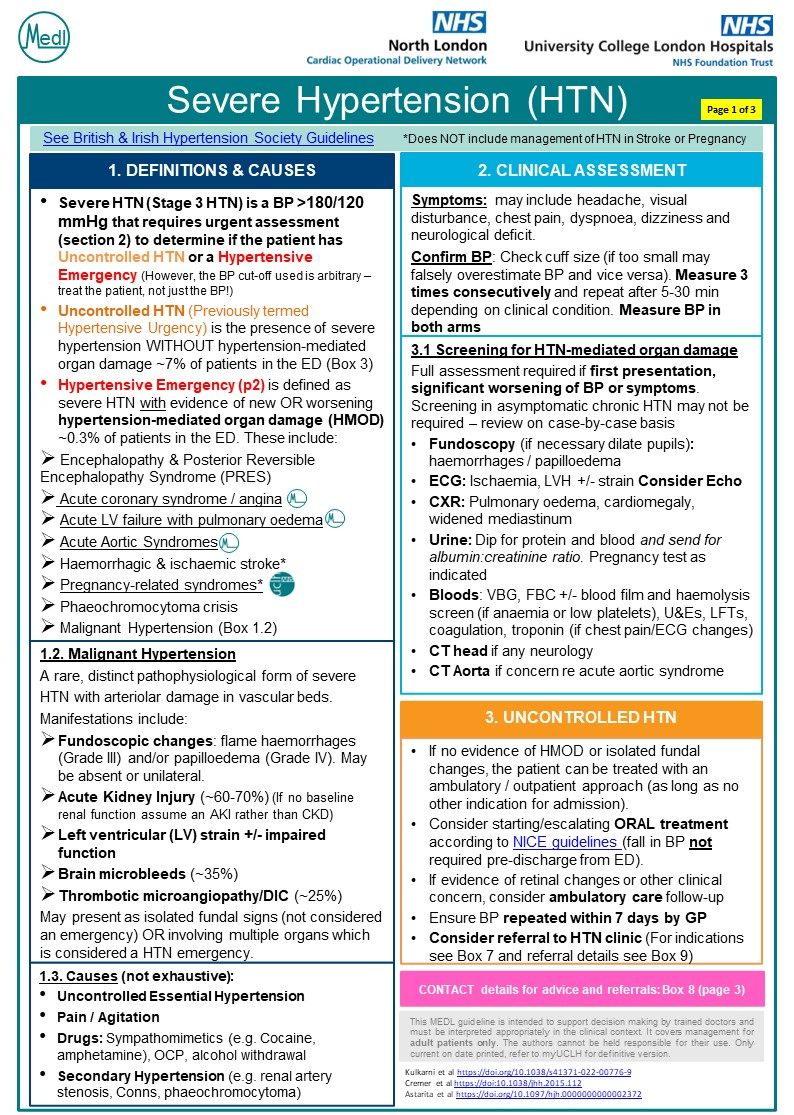 Medl
NHS
North London
Cardiac Operational Delivery Network
NHS
University College London Hospitals
NHS Foundation Trust
Severe Hypertension (HTN)
Page 1 of 3
See British & Irish Hypertension Society Guidelines
*Does NOT include management of HTN in Stroke or Pregnancy
1. DEFINITIONS & CAUSES
• Severe HTN (Stage 3 HTN) is a BP >180/120
mmHg that requires urgent assessment
(section 2) to determine if the patient has
Uncontrolled HTN or a Hypertensive
Emergency (However, the BP cut-off used is arbitrary –
treat the patient, not just the BP!)
• Uncontrolled HTN (Previously termed
Hypertensive Urgency) is the presence of severe
hypertension WITHOUT hypertension-mediated
organ damage ~7% of patients in the ED (Box 3)
• Hypertensive Emergency (p2) is defined as
severe HTN with evidence of new OR worsening
hypertension-mediated organ damage (HMOD)
~0.3% of patients in the ED. These include:
➢ Encephalopathy & Posterior Reversible
Encephalopathy Syndrome (PRES)
➢ Acute coronary syndrome / angina
➢ Acute LV failure with pulmonary oedema
➢ Acute Aortic Syndromes
➢ Haemorrhagic & ischaemic stroke*
➢ Pregnancy-related syndromes*
➢ Phaeochromocytoma crisis
➢ Malignant Hypertension (Box 1.2)
1.2. Malignant Hypertension
A rare, distinct pathophysiological form of severe
HTN with arteriolar damage in vascular beds.
Manifestations include:
➢ Fundoscopic changes: flame haemorrhages
(Grade III) and/or papilloedema (Grade IV). May
be absent or unilateral.
➢ Acute Kidney Injury (~60-70%) (If no baseline
renal function assume an AKI rather than CKD)
➢ Left ventricular (LV) strain +/- impaired
function
➢ Brain microbleeds (~35%)
➢ Thrombotic microangiopathy/DIC (~25%)
May present as isolated fundal signs (not considered
an emergency) OR involving multiple organs which
is considered a HTN emergency.
1.3. Causes (not exhaustive):
• Uncontrolled Essential Hypertension
• Pain / Agitation
• Drugs: Sympathomimetics (e.g. Cocaine,
amphetamine), OCP, alcohol withdrawal
• Secondary Hypertension (e.g. renal artery
stenosis, Conns, phaeochromocytoma)
2. CLINICAL ASSESSMENT
Symptoms: may include headache, visual
disturbance, chest pain, dyspnoea, dizziness and
neurological deficit.
Confirm BP: Check cuff size (if too small may
falsely overestimate BP and vice versa). Measure 3
times consecutively and repeat after 5-30 min
depending on clinical condition. Measure BP in
both arms
3.1 Screening for HTN-mediated organ damage
Full assessment required if first presentation,
significant worsening of BP or symptoms.
Screening in asymptomatic chronic HTN may not be
required – review on case-by-case basis
• Fundoscopy (if necessary dilate pupils):
haemorrhages / papilloedema
• ECG: Ischaemia, LVH +/- strain Consider Echo
• CXR: Pulmonary oedema, cardiomegaly,
widened mediastinum
• Urine: Dip for protein and blood and send for
albumin:creatinine ratio. Pregnancy test as
indicated
• Bloods: VBG, FBC +/- blood film and haemolysis
screen (if anaemia or low platelets), U&Es, LFTs,
coagulation, troponin (if chest pain/ECG changes)
• CT head if any neurology
• CT Aorta if concern re acute aortic syndrome
3. UNCONTROLLED HTN
• If no evidence of HMOD or isolated fundal
changes, the patient can be treated with an
ambulatory / outpatient approach (as long as no
other indication for admission).
• Consider starting/escalating ORAL treatment
according to NICE guidelines (fall in BP not
required pre-discharge from ED).
• If evidence of retinal changes or other clinical
concern, consider ambulatory care follow-up
• Ensure BP repeated within 7 days by GP
• Consider referral to HTN clinic (For indications
see Box 7 and referral details see Box 9)
CONTACT details for advice and referrals: Box 8 (page 3)
This MEDL guideline is intended to support decision making by trained doctors and
must be interpreted appropriately in the clinical context. It covers management for
adult patients only. The authors cannot be held responsible for their use. Only
current on date printed, refer to myUCLH for definitive version.
Kulkarni et al https://doi.org/10.1038/s41371-022-00776-9
Cremer et al https://doi:10.1038/jhh.2015.112
Astarita et al https://doi.org/10.1097/hjh.0000000000002372